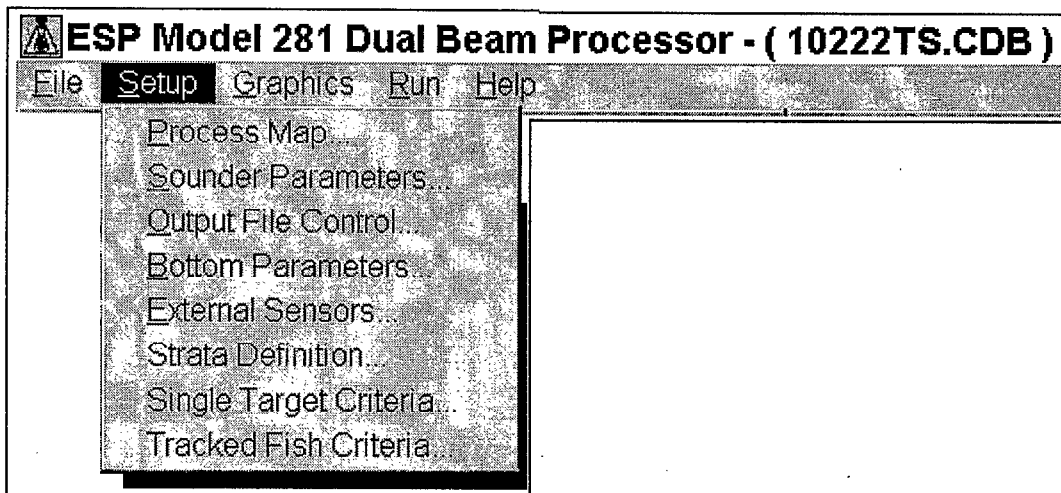 ESP Model 281 Dual Beam Processor - ( 10222TS.CDB )
File Setup Graphics Run Help
Process Map...
Sounder Parameters...
Output File Control...
Bottom Parameters...
External Sensors...
Strata Definition...
Single Target Criteria...
Tracked Fish Criteria...